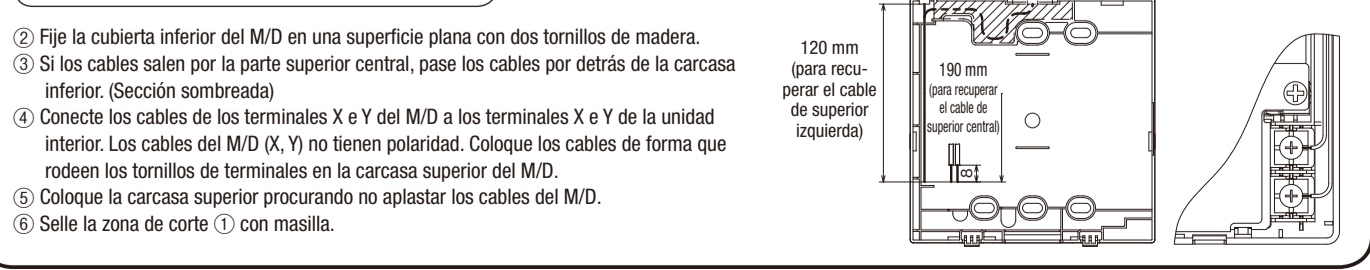 ② Fije la cubierta inferior del M/D en una superficie plana con dos tornillos de madera.
③ Si los cables salen por la parte superior central, pase los cables por detrás de la carcasa
inferior. (Sección sombreada)
④ Conecte los cables de los terminales X e Y del M/D a los terminales X e Y de la unidad
interior. Los cables del M/D (X, Y) no tienen polaridad. Coloque los cables de forma que
rodeen los tornillos de terminales en la carcasa superior del M/D.
⑤ Coloque la carcasa superior procurando no aplastar los cables del M/D.
⑥ Selle la zona de corte ① con masilla.
120 mm
(para recu-
perar el cable
de superior
izquierda)
190 mm
(para recuperar
el cable de
superior central)
8